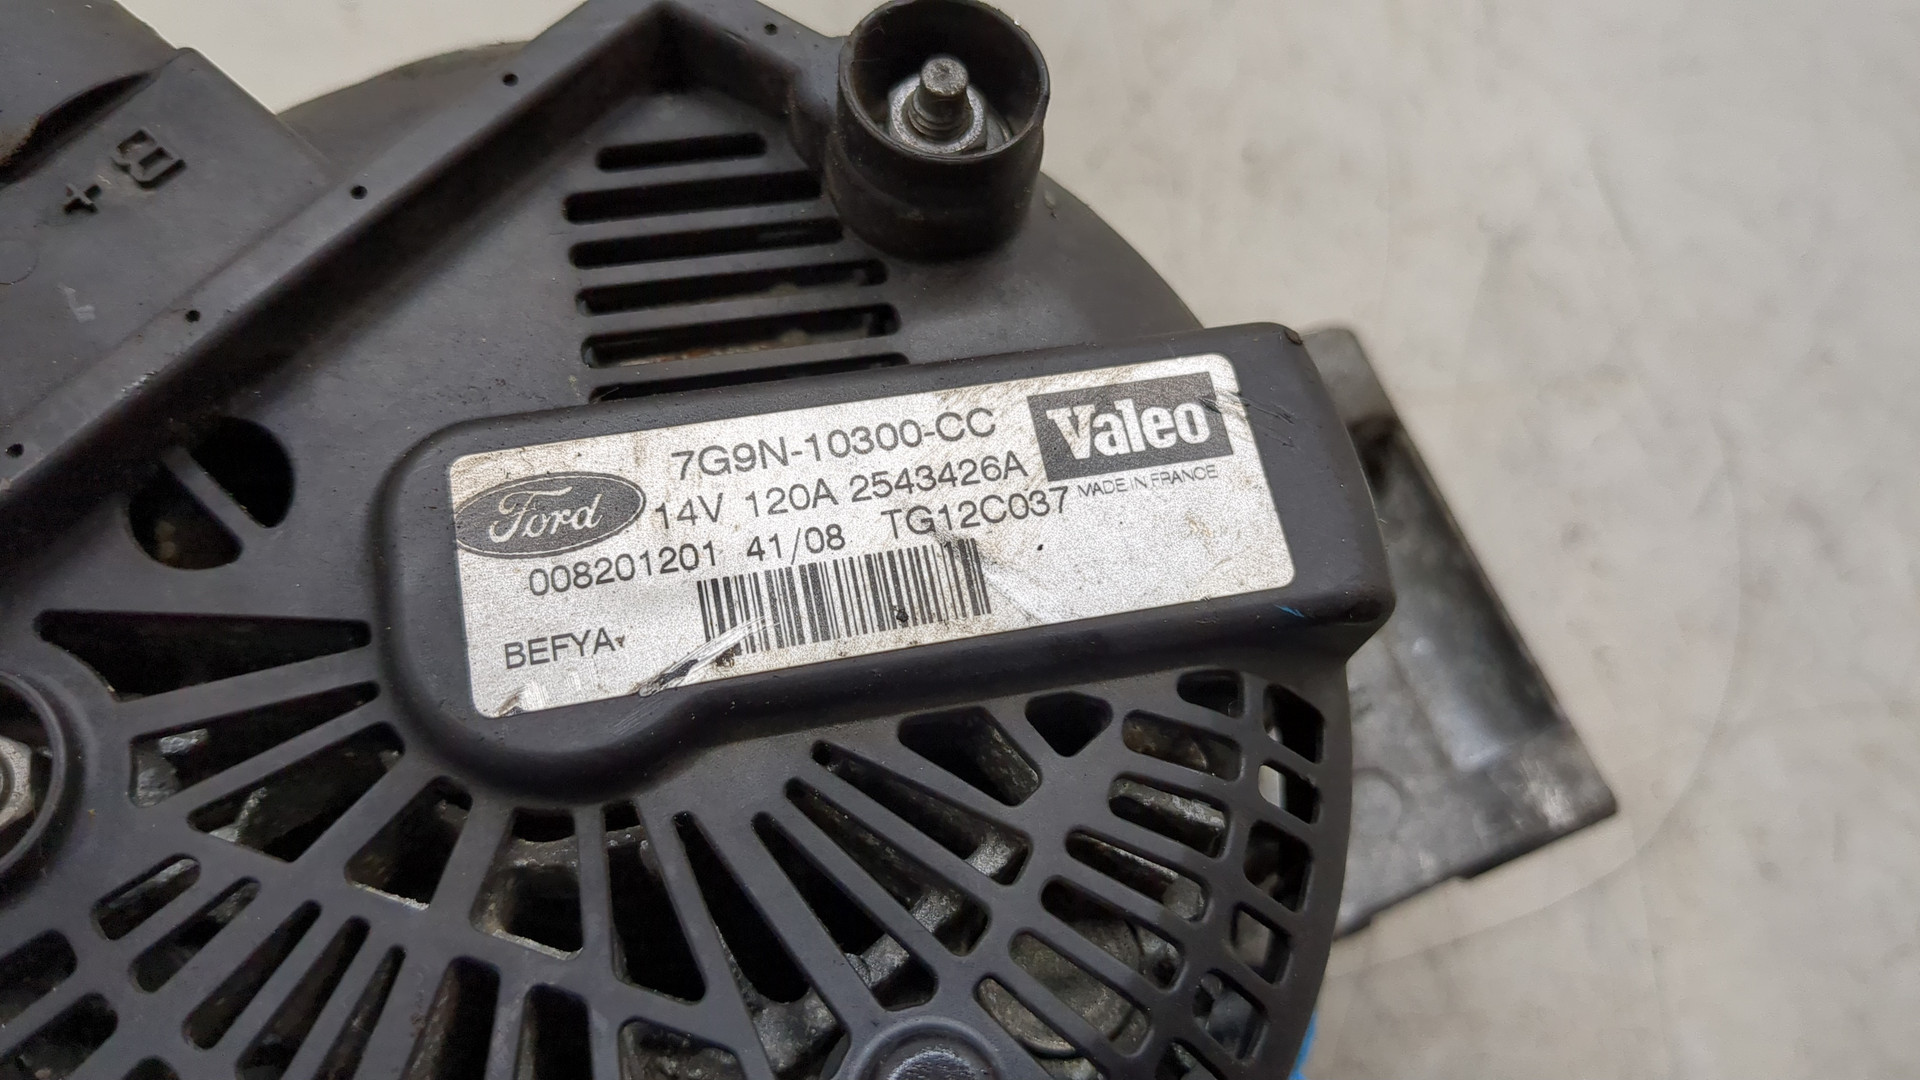 B+
7G9N-10300-CC
Valeo
Ford
14V 120A 2543426A
MADE IN FRANCE
008201201 41/08 TG12C037
BEFYA